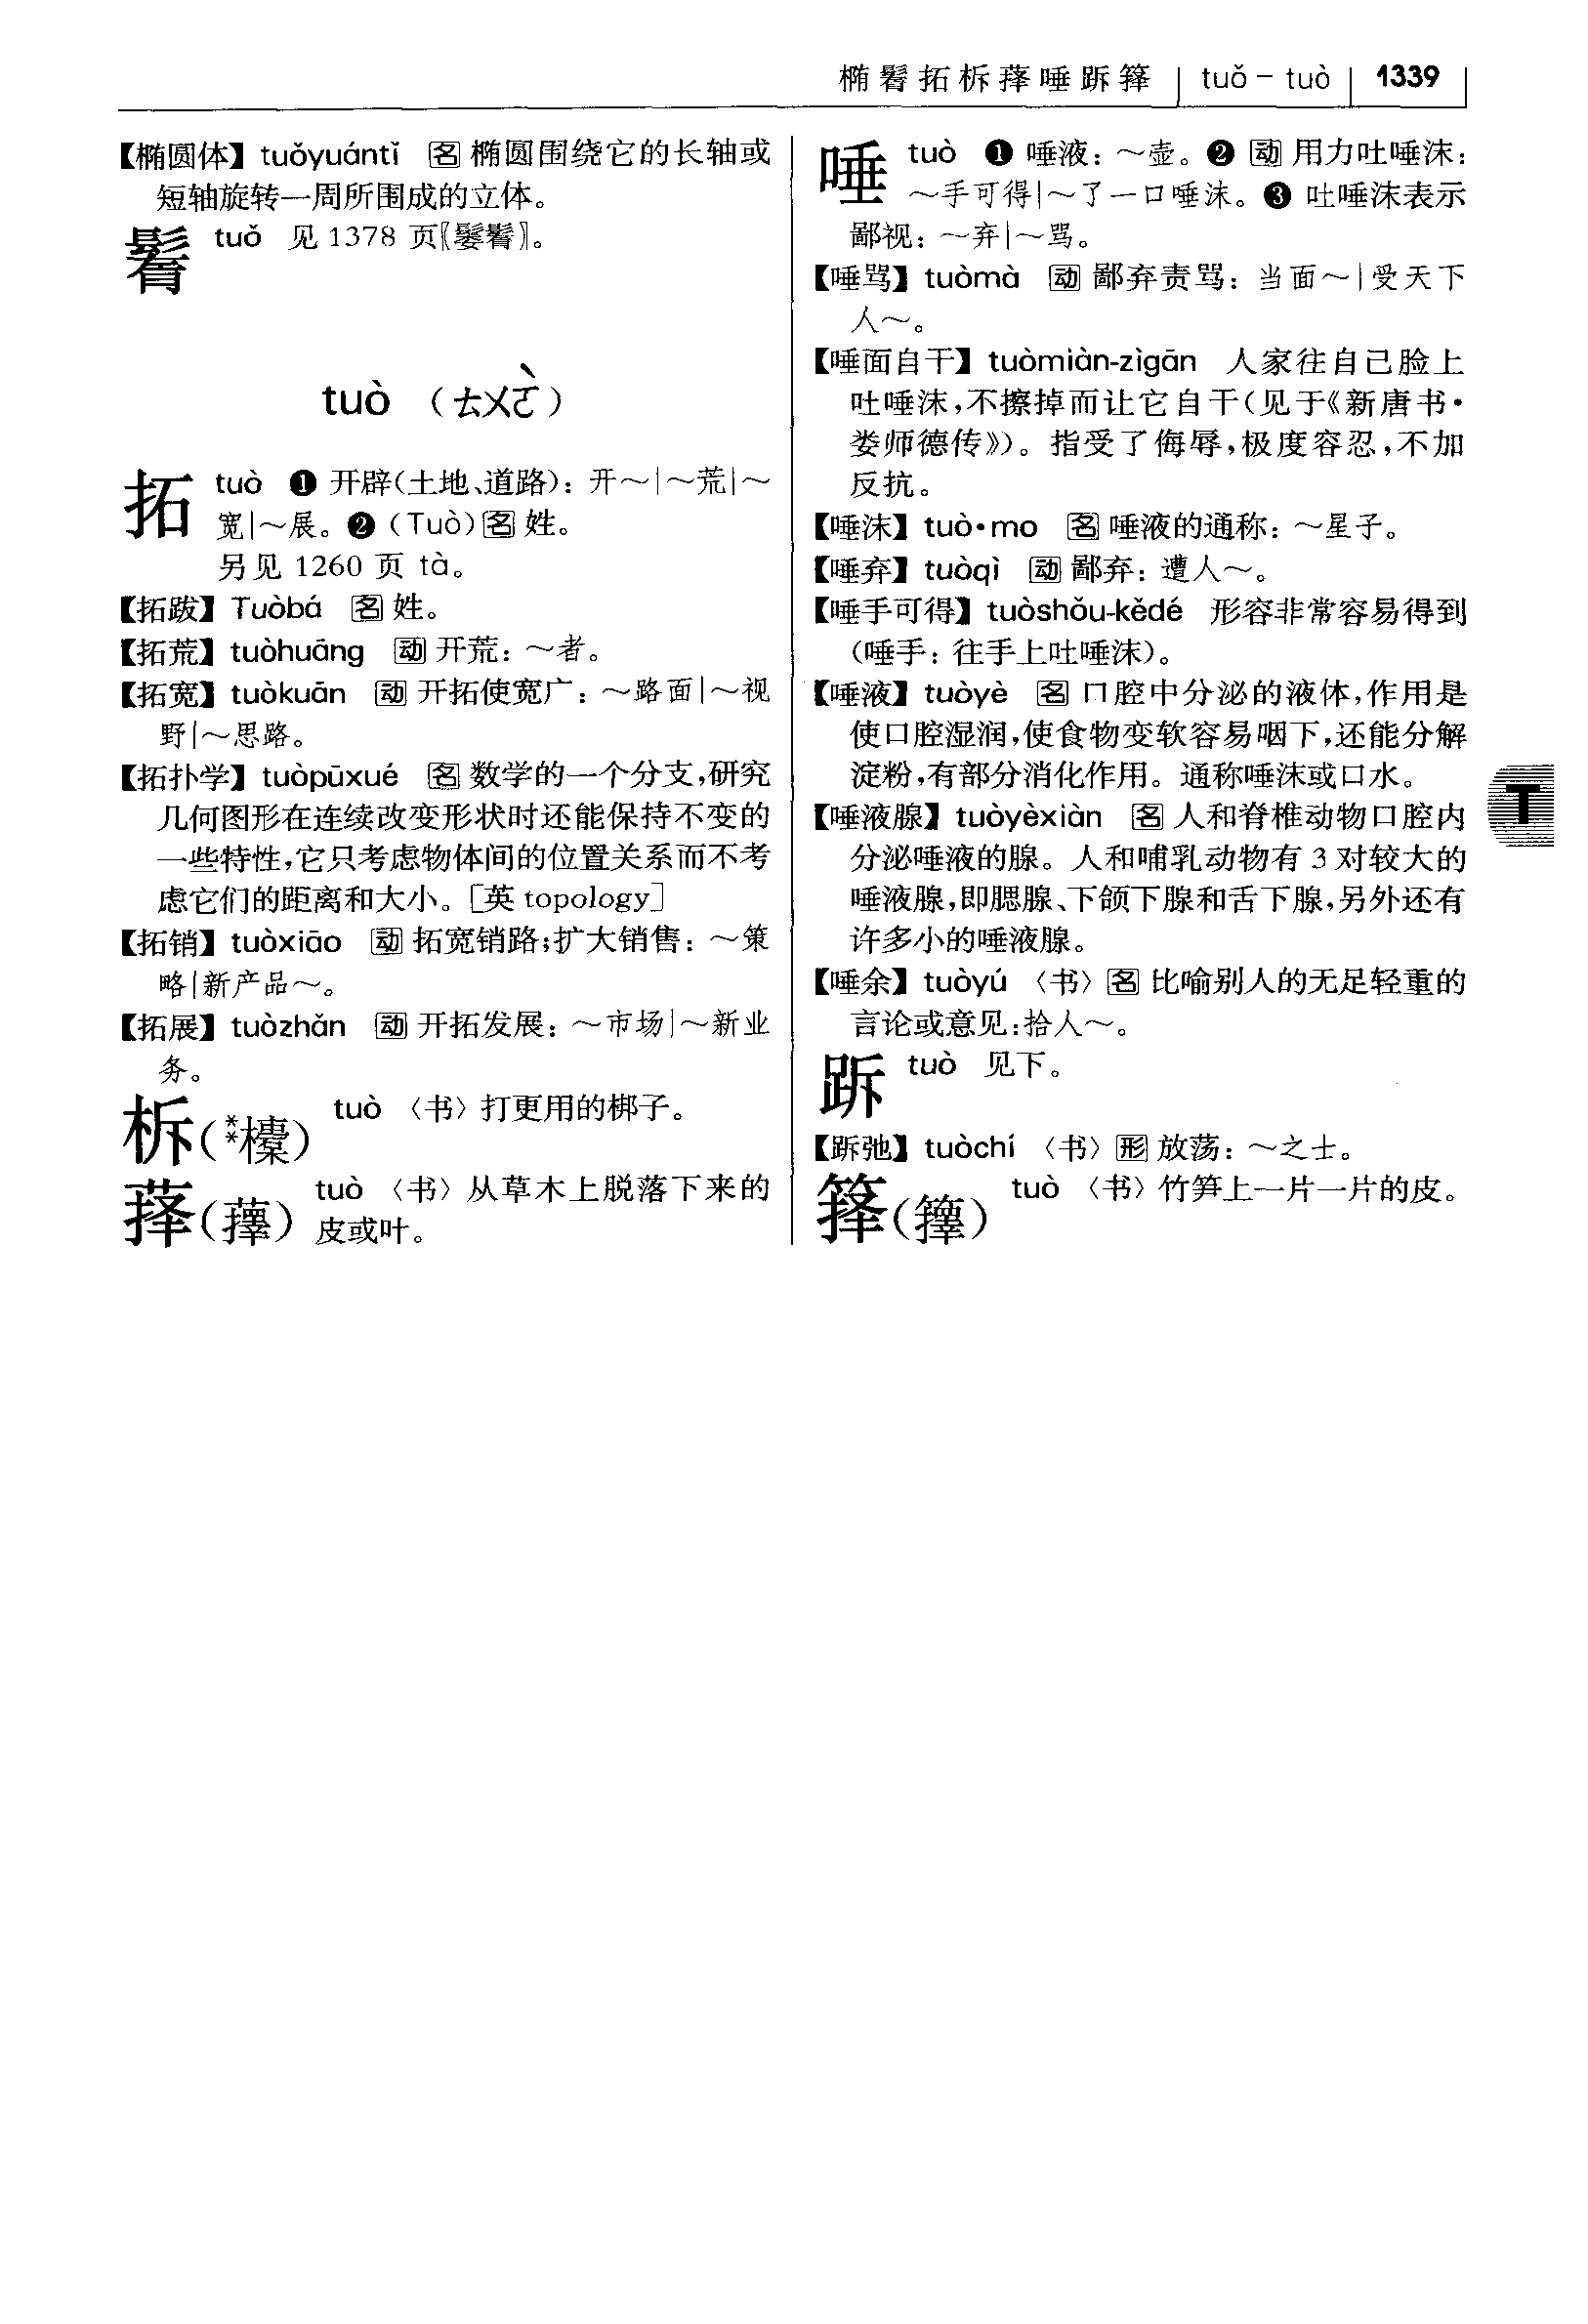 椭鬌拓柝萚唾跅箨 | tuǒ – tuò | 1339
【椭圆体】tuǒyuántǐ 名 椭圆围绕它的长轴或
短轴旋转一周所围成的立体。
鬌 tuǒ 见 1378 页〖鬖鬌〗。
tuò (ㄊㄨㄛˋ)
拓 tuò ❶ 开辟(土地、道路)：开～|～荒|～
宽|～展。❷ (Tuò) 名 姓。
另见 1260 页 tà。
【拓跋】Tuòbá 名 姓。
【拓荒】tuòhuāng 动 开荒：～者。
【拓宽】tuòkuān 动 开拓使宽广：～路面|～视
野|～思路。
【拓扑学】tuòpūxué 名 数学的一个分支，研究
几何图形在连续改变形状时还能保持不变的
一些特性，它只考虑物体间的位置关系而不考
虑它们的距离和大小。[英 topology]
【拓销】tuòxiāo 动 拓宽销路;扩大销售：～策
略|新产品～。
【拓展】tuòzhǎn 动 开拓发展：～市场|～新业
务。
柝(**欜) tuò 〈书〉打更用的梆子。
萚(蘀) tuò 〈书〉从草木上脱落下来的
皮或叶。
唾 tuò ❶ 唾液：～壶。❷ 动 用力吐唾沫：
～手可得|～了一口唾沫。❸ 吐唾沫表示
鄙视：～弃|～骂。
【唾骂】tuòmà 动 鄙弃责骂：当面～|受天下
人～。
【唾面自干】tuòmiàn-zìgān 人家往自己脸上
吐唾沫，不擦掉而让它自干(见于《新唐书·
娄师德传》)。指受了侮辱，极度容忍，不加
反抗。
【唾沫】tuò·mo 名 唾液的通称：～星子。
【唾弃】tuòqì 动 鄙弃：遭人～。
【唾手可得】tuòshǒu-kědé 形容非常容易得到
(唾手：往手上吐唾沫)。
【唾液】tuòyè 名 口腔中分泌的液体，作用是
使口腔湿润，使食物变软容易咽下，还能分解
淀粉，有部分消化作用。通称唾沫或口水。
【唾液腺】tuòyèxiàn 名 人和脊椎动物口腔内
分泌唾液的腺。人和哺乳动物有 3 对较大的
唾液腺，即腮腺、下颌下腺和舌下腺，另外还有
许多小的唾液腺。
【唾余】tuòyú 〈书〉名 比喻别人的无足轻重的
言论或意见：拾人～。
跅 tuò 见下。
【跅弛】tuòchí 〈书〉形 放荡：～之士。
箨(籜) tuò 〈书〉竹笋上一片一片的皮。
T